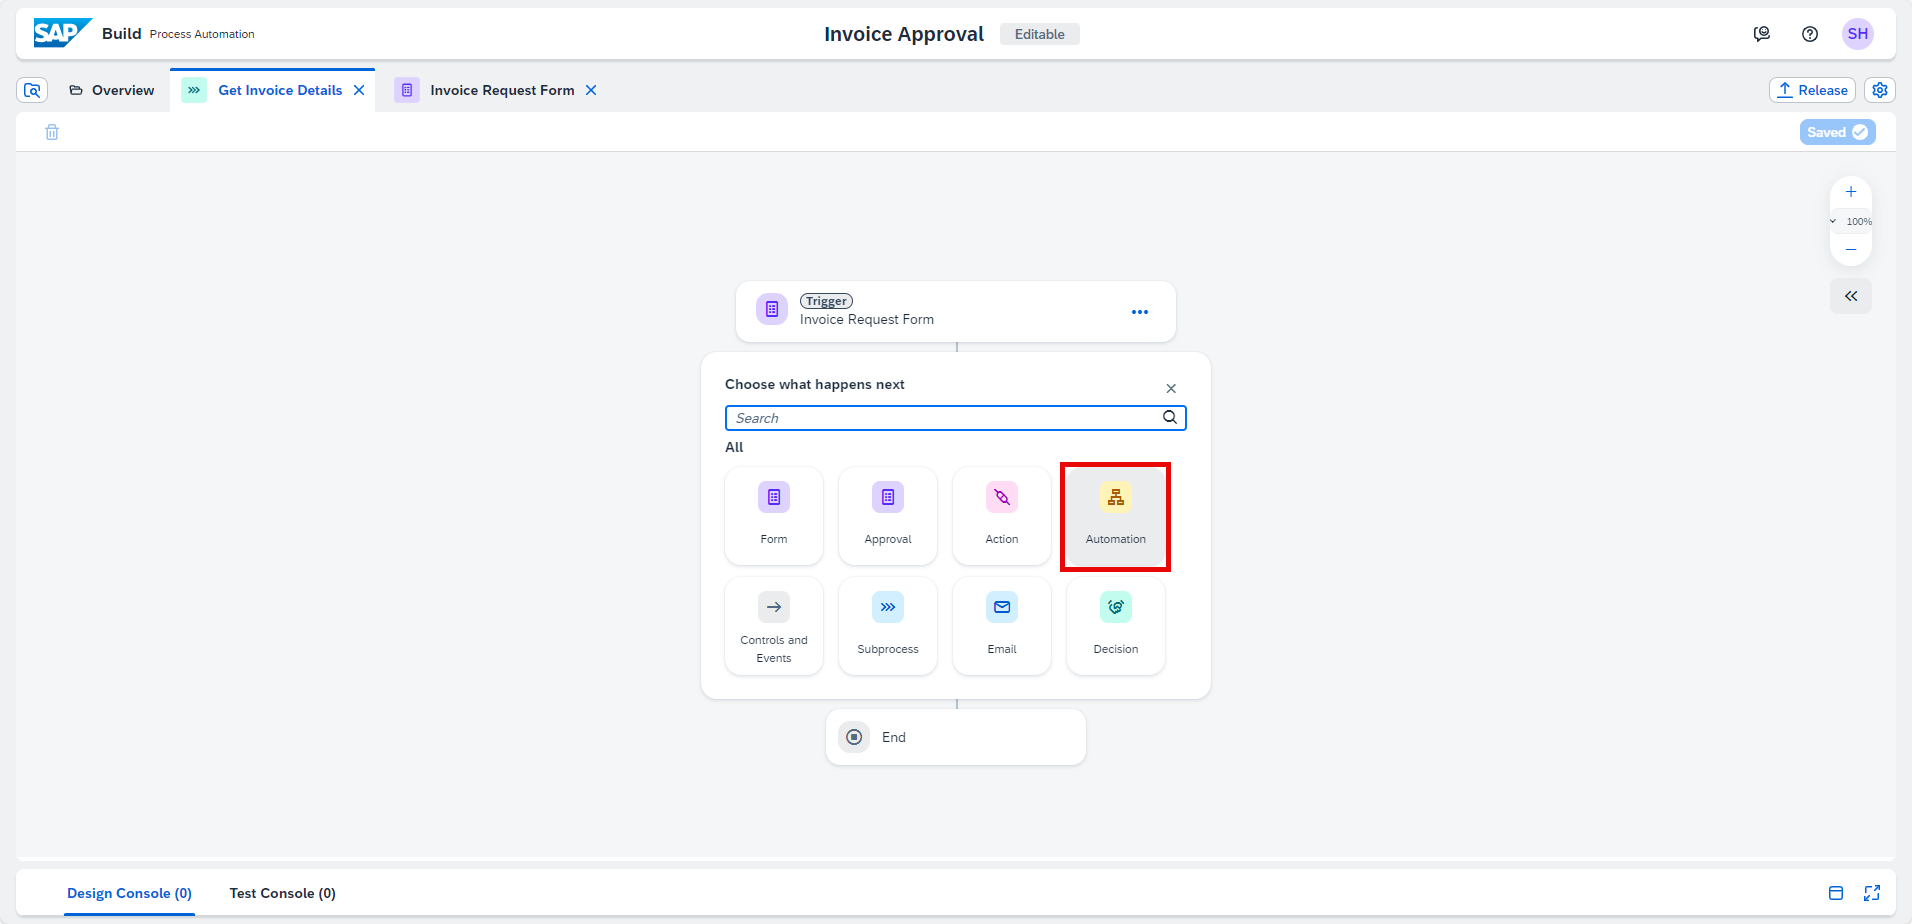 SAP Build Process Automation
Invoice Approval Editable
SH
Overview
Get Invoice Details
Invoice Request Form
Release
Saved
100%
Trigger
Invoice Request Form
Choose what happens next
Search
All
Form
Approval
Action
Automation
Controls and
Events
Subprocess
Email
Decision
End
Design Console (0)
Test Console (0)